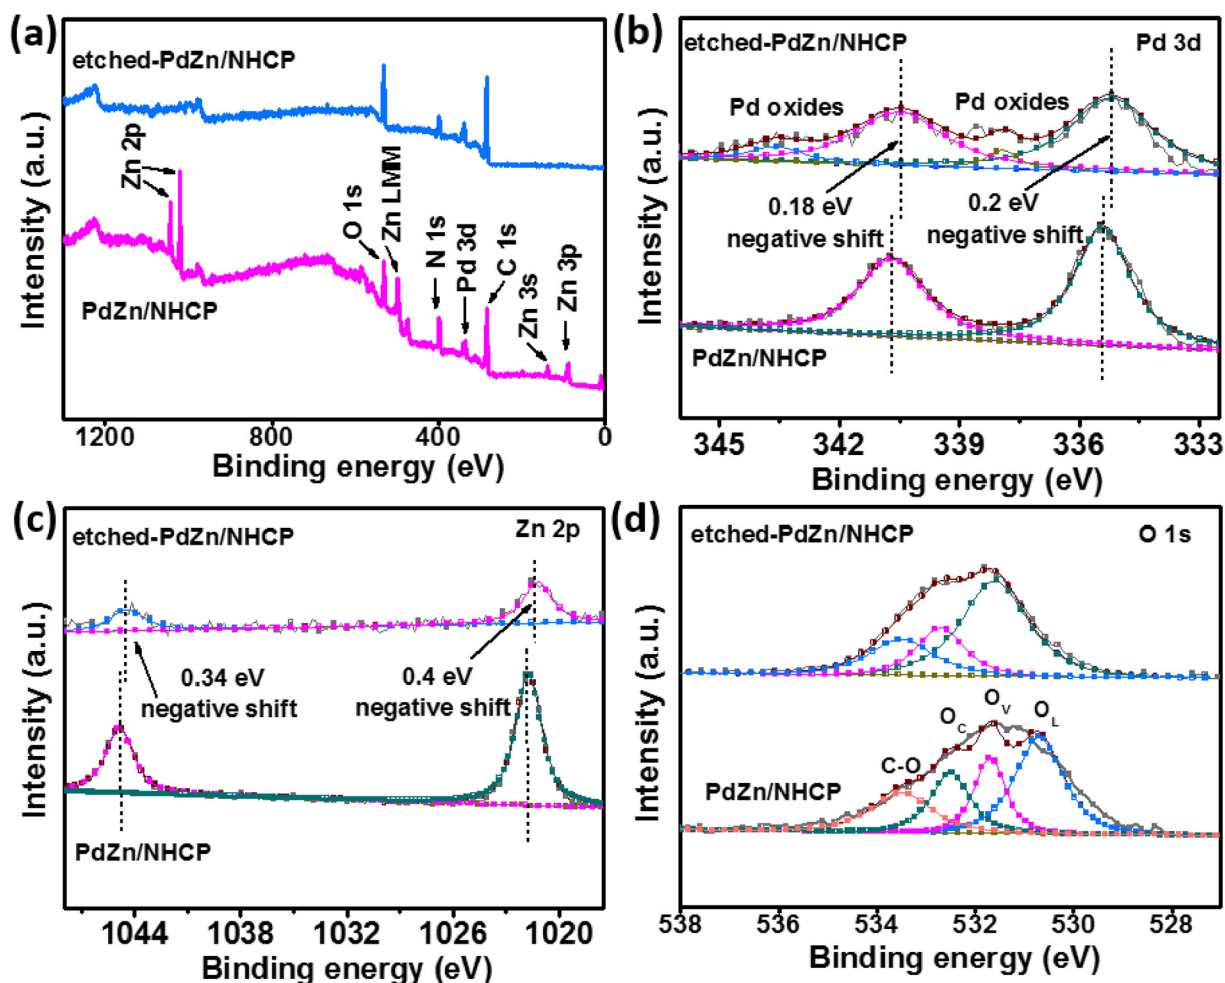 (a)
etched-PdZn/NHCP
Zn 2p
O 1s
Zn LMM
N 1s
Pd 3d
C 1s
Zn 3s
Zn 3p
PdZn/NHCP
Intensity (a.u.)
1200 800 400 0
Binding energy (eV)
(b)
etched-PdZn/NHCP Pd 3d
Pd oxides Pd oxides
0.18 eV 0.2 eV
negative shift negative shift
PdZn/NHCP
Intensity (a.u.)
345 342 339 336 333
Binding energy (eV)
(c)
etched-PdZn/NHCP Zn 2p
0.34 eV 0.4 eV
negative shift negative shift
PdZn/NHCP
Intensity (a.u.)
1044 1038 1032 1026 1020
Binding energy (eV)
(d)
etched-PdZn/NHCP O 1s
C-O OC OV OL
PdZn/NHCP
Intensity (a.u.)
538 536 534 532 530 528
Binding energy (eV)